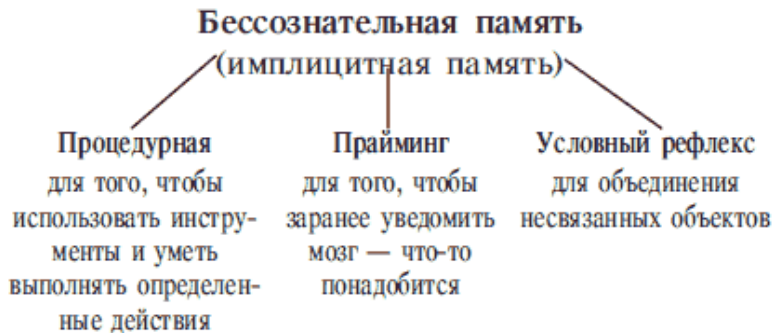 Бессознательная память
(имплицитная память)
Процедурная
для того, чтобы
использовать инстру-
менты и уметь
выполнять определен-
ные действия
Прайминг
для того, чтобы
заранее уведомить
мозг — что-то
понадобится
Условный рефлекс
для объединения
несвязанных объектов